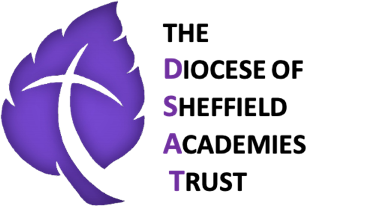 THE
DIOCESE OF
SHEFFIELD
ACADEMIES
TRUST